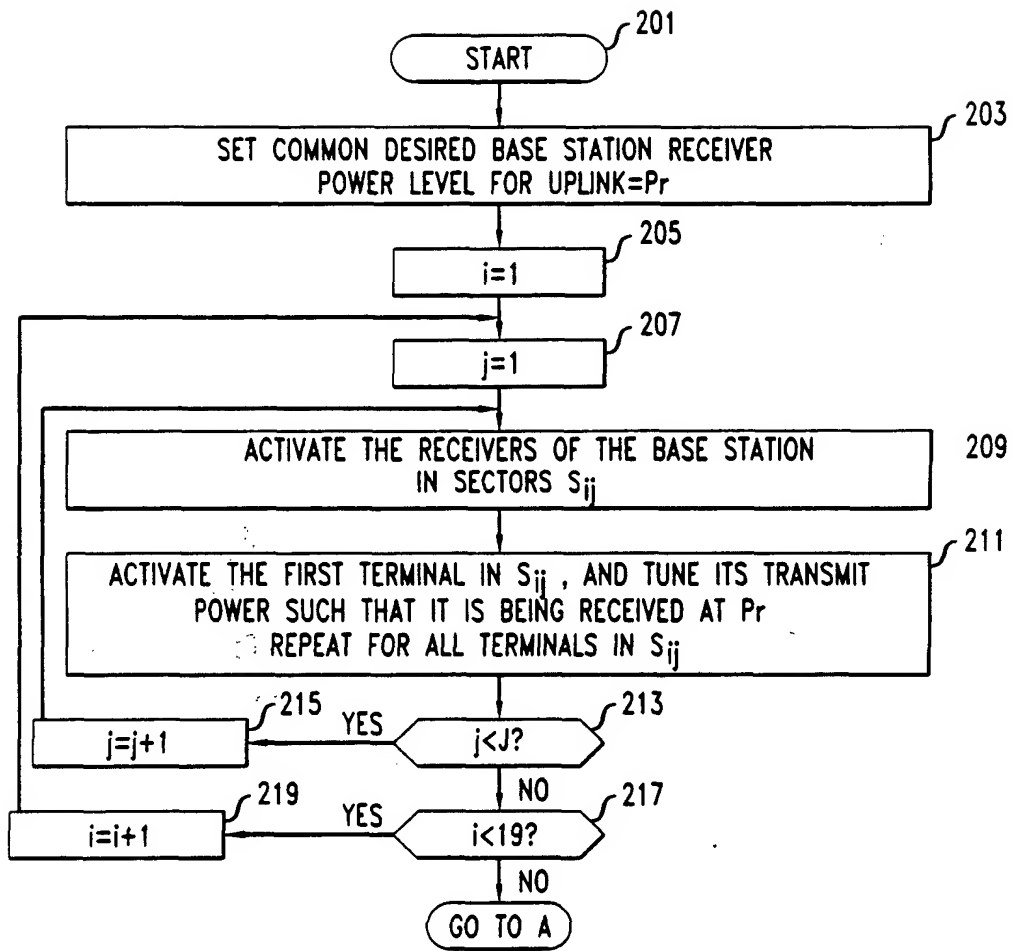 201
START
203
SET COMMON DESIRED BASE STATION RECEIVER
POWER LEVEL FOR UPLINK=Pr
205
i=1
207
j=1
ACTIVATE THE RECEIVERS OF THE BASE STATION
IN SECTORS Sij
209
211
ACTIVATE THE FIRST TERMINAL IN Sij, AND TUNE ITS TRANSMIT
POWER SUCH THAT IT IS BEING RECEIVED AT Pr
REPEAT FOR ALL TERMINALS IN Sij
215
j=j+1
YES
213
j<J?
NO
219
i=i+1
YES
217
i<19?
NO
GO TO A